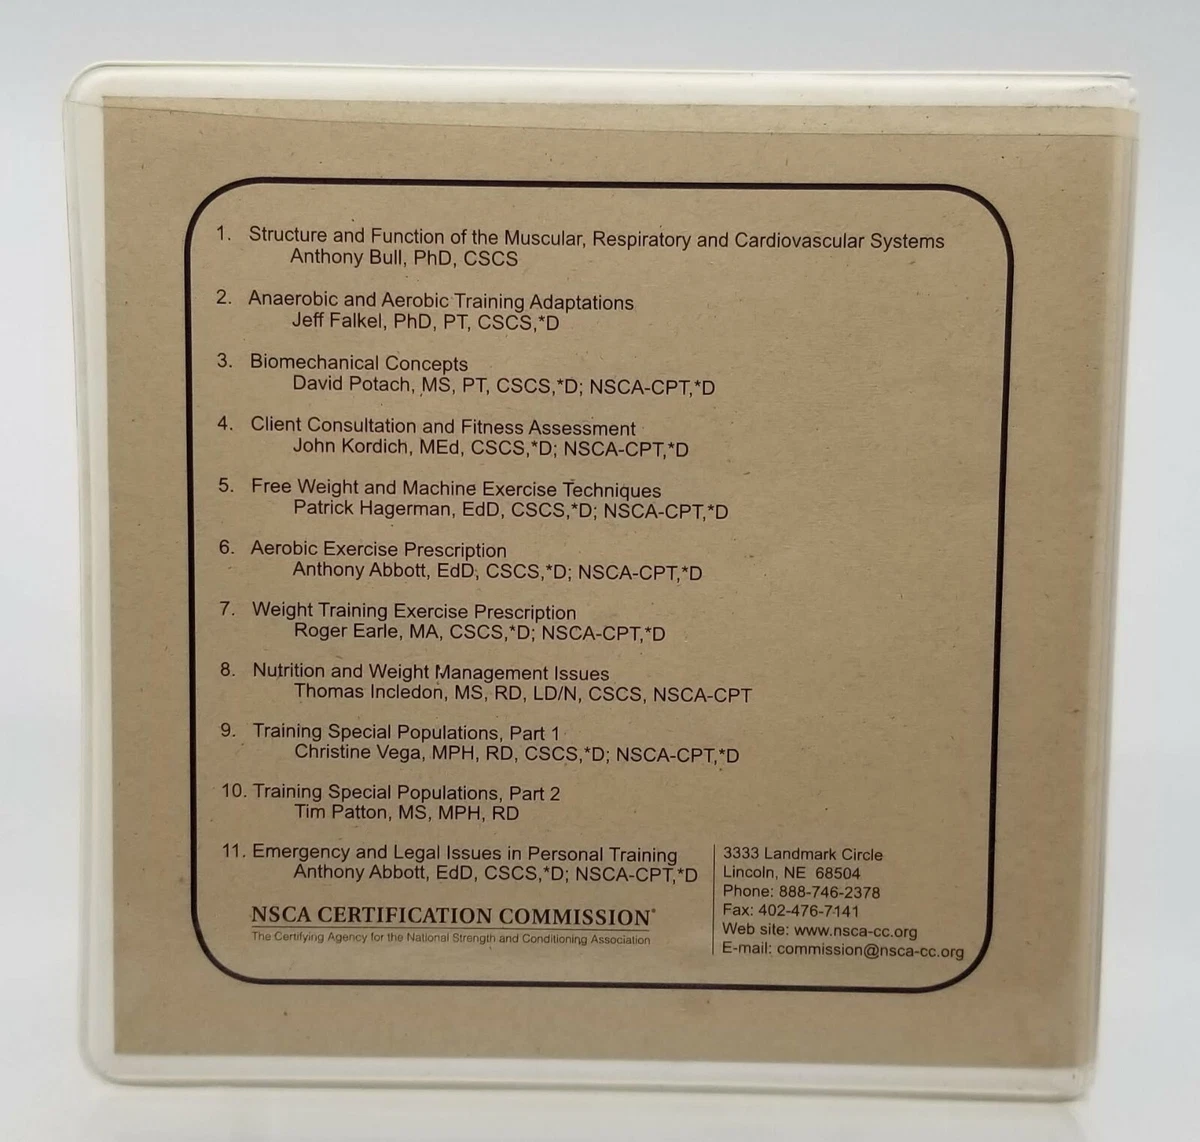 1. Structure and Function of the Muscular, Respiratory and Cardiovascular Systems
Anthony Bull, PhD, CSCS
2. Anaerobic and Aerobic Training Adaptations
Jeff Falkel, PhD, PT, CSCS,*D
3. Biomechanical Concepts
David Potach, MS, PT, CSCS,*D; NSCA-CPT,*D
4. Client Consultation and Fitness Assessment
John Kordich, MEd, CSCS,*D; NSCA-CPT,*D
5. Free Weight and Machine Exercise Techniques
Patrick Hagerman, EdD, CSCS,*D; NSCA-CPT,*D
6. Aerobic Exercise Prescription
Anthony Abbott, EdD, CSCS,*D; NSCA-CPT,*D
7. Weight Training Exercise Prescription
Roger Earle, MA, CSCS,*D; NSCA-CPT,*D
8. Nutrition and Weight Management Issues
Thomas Incledon, MS, RD, LD/N, CSCS, NSCA-CPT
9. Training Special Populations, Part 1
Christine Vega, MPH, RD, CSCS,*D; NSCA-CPT,*D
10. Training Special Populations, Part 2
Tim Patton, MS, MPH, RD
11. Emergency and Legal Issues in Personal Training
Anthony Abbott, EdD, CSCS,*D; NSCA-CPT,*D
NSCA CERTIFICATION COMMISSION®
The Certifying Agency for the National Strength and Conditioning Association
3333 Landmark Circle
Lincoln, NE 68504
Phone: 888-746-2378
Fax: 402-476-7141
Web site: www.nsca-cc.org
E-mail: commission@nsca-cc.org